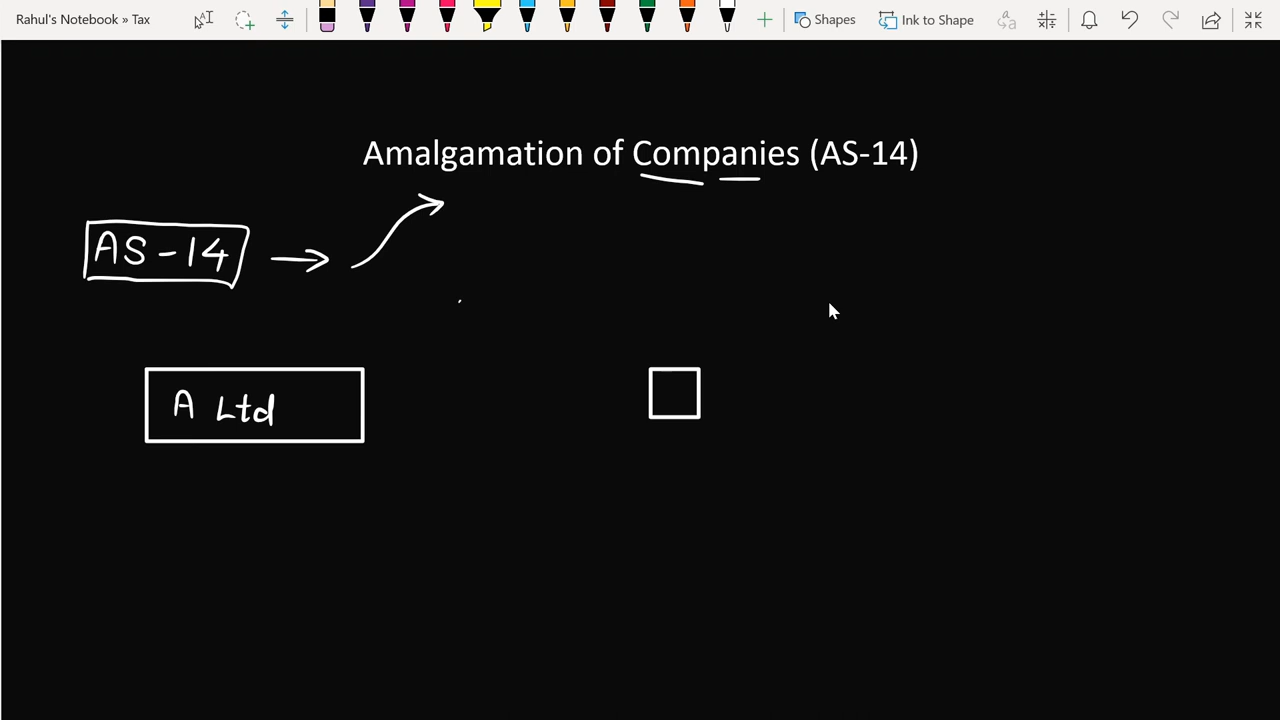 Rahul's Notebook » Tax
Shapes
Ink to Shape
Amalgamation of Companies (AS-14)
AS-14
A Ltd